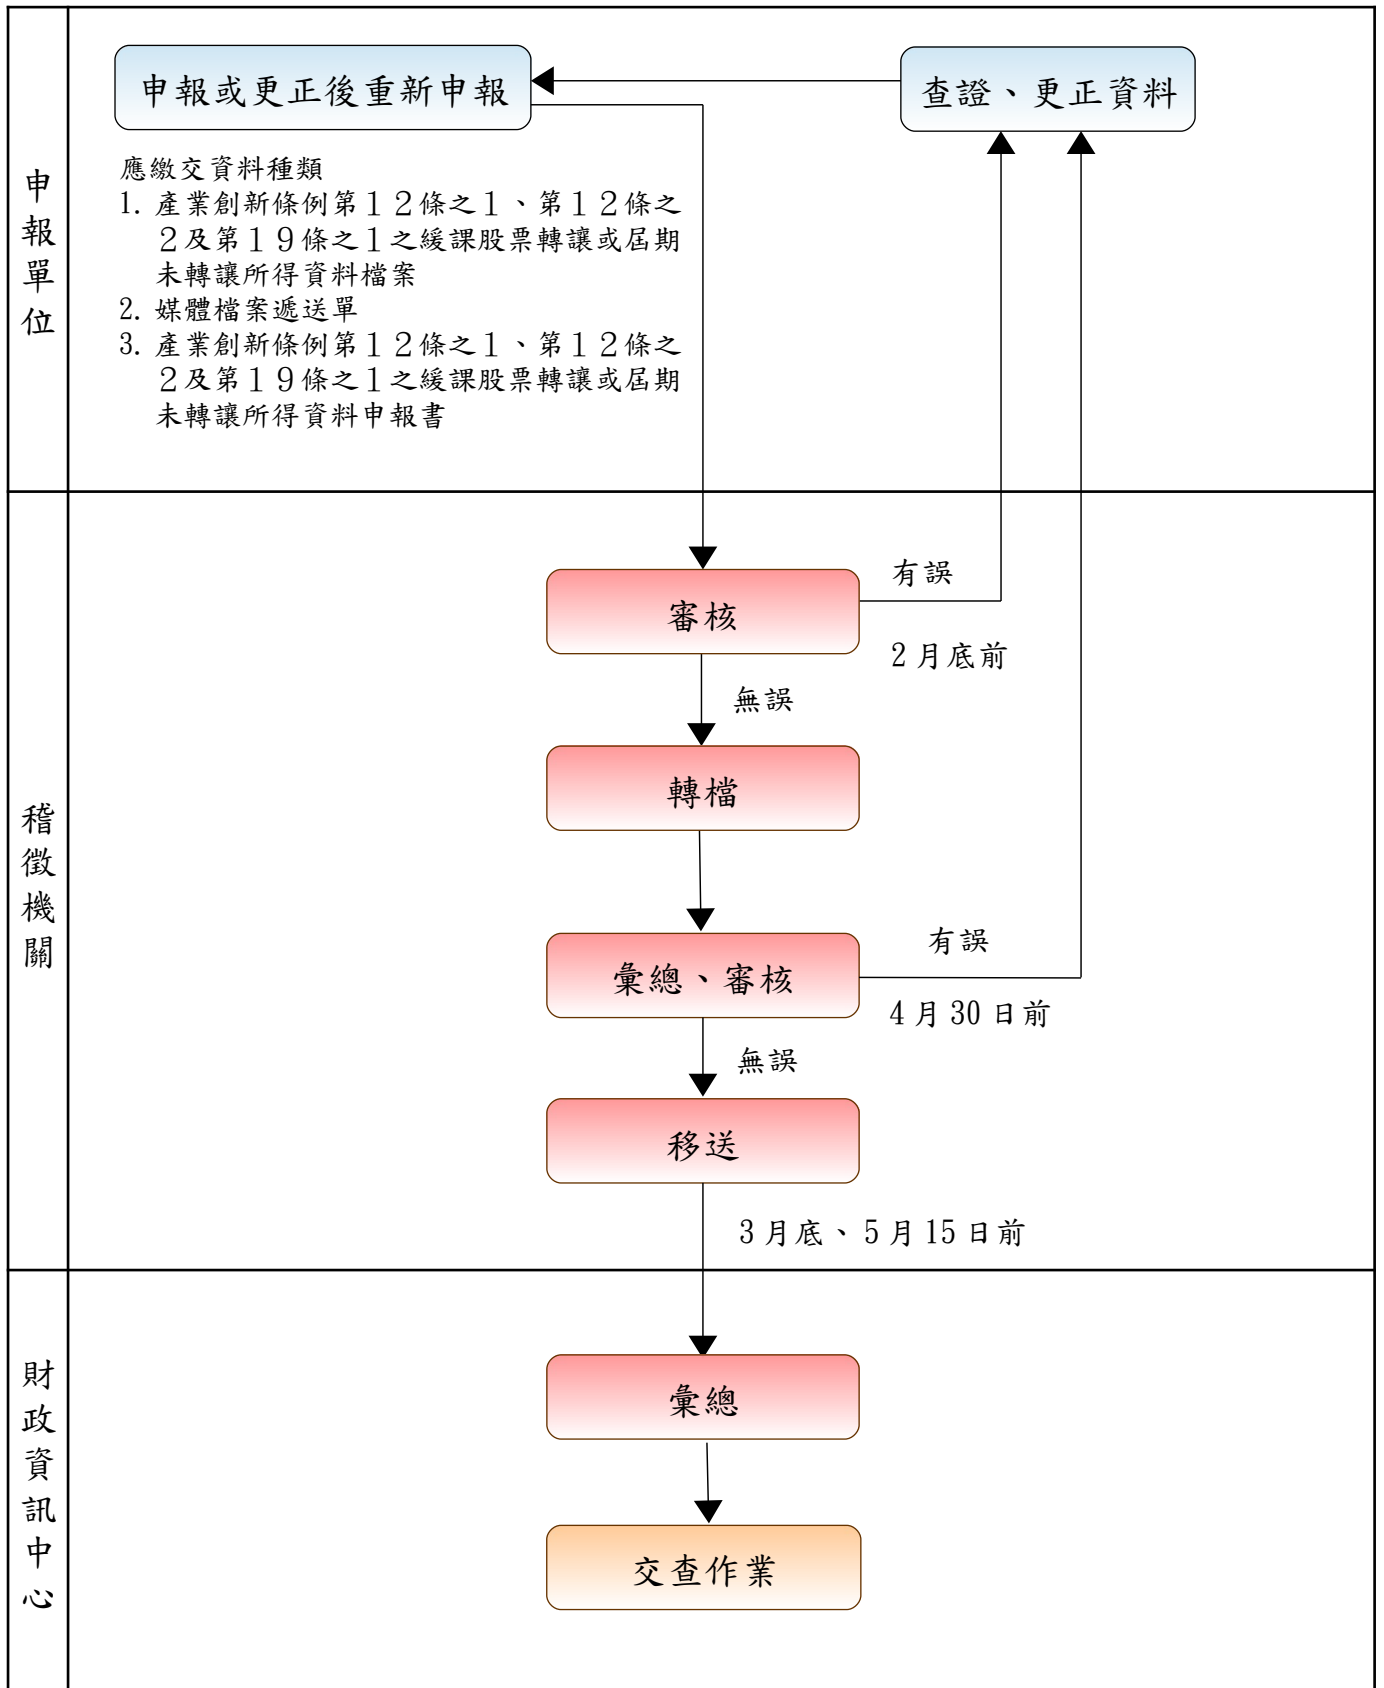 申報單位
申報或更正後重新申報
查證、更正資料
應繳交資料種類
1. 產業創新條例第１２條之１、第１２條之
２及第１９條之１之緩課股票轉讓或屆期
未轉讓所得資料檔案
2. 媒體檔案遞送單
3. 產業創新條例第１２條之１、第１２條之
２及第１９條之１之緩課股票轉讓或屆期
未轉讓所得資料申報書
稽徵機關
審核
有誤
2月底前
無誤
轉檔
彙總、審核
有誤
4月30日前
無誤
移送
3月底、5月15日前
財政資訊中心
彙總
交查作業